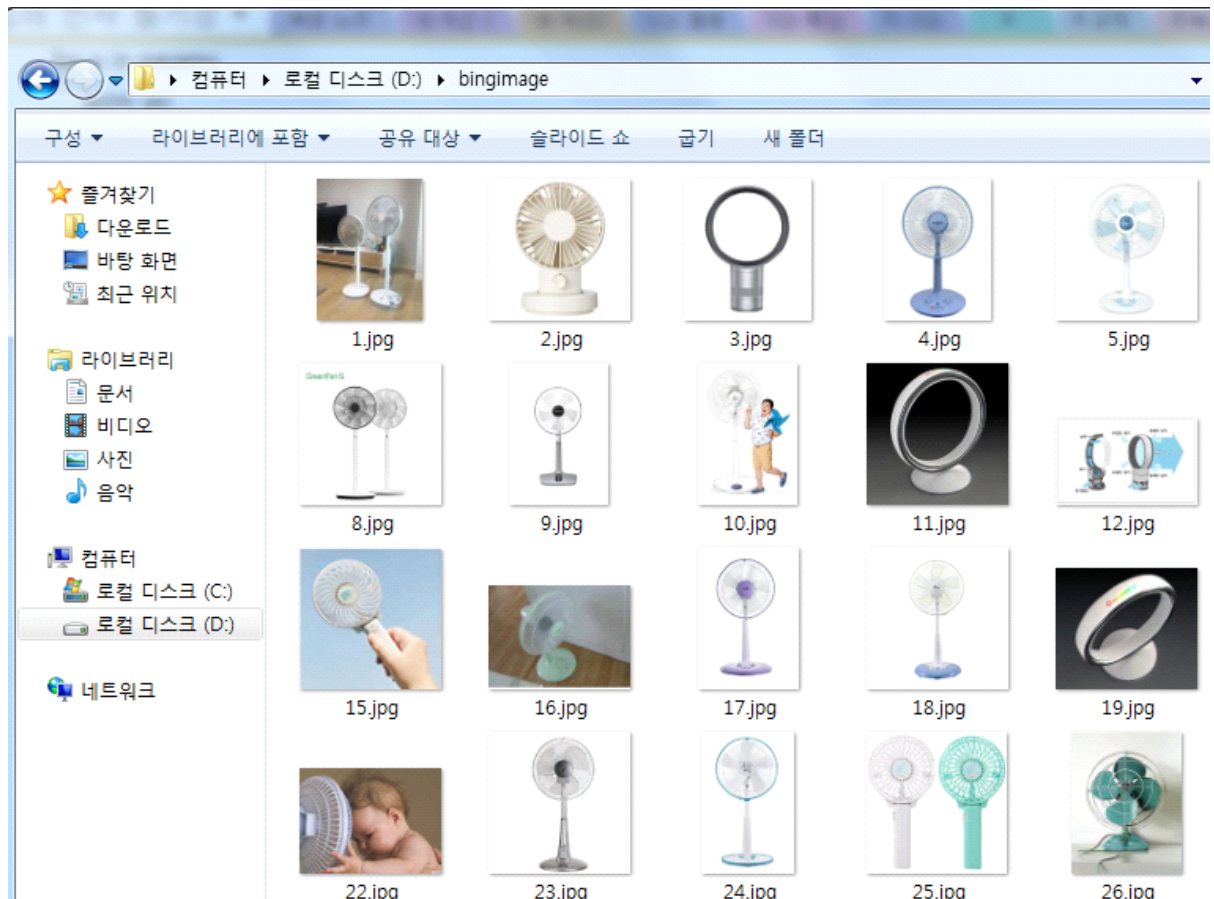 컴퓨터 ▸ 로컬 디스크 (D:) ▸ bingimage
구성 라이브러리에 포함 공유 대상 슬라이드 쇼 굽기 새 폴더
즐겨찾기
다운로드
바탕 화면
최근 위치
라이브러리
문서
비디오
사진
음악
컴퓨터
로컬 디스크 (C:)
로컬 디스크 (D:)
네트워크
1.jpg 2.jpg 3.jpg 4.jpg 5.jpg
GreenFan S
8.jpg 9.jpg 10.jpg 11.jpg 12.jpg
15.jpg 16.jpg 17.jpg 18.jpg 19.jpg
22.jpg 23.jpg 24.jpg 25.jpg 26.jpg